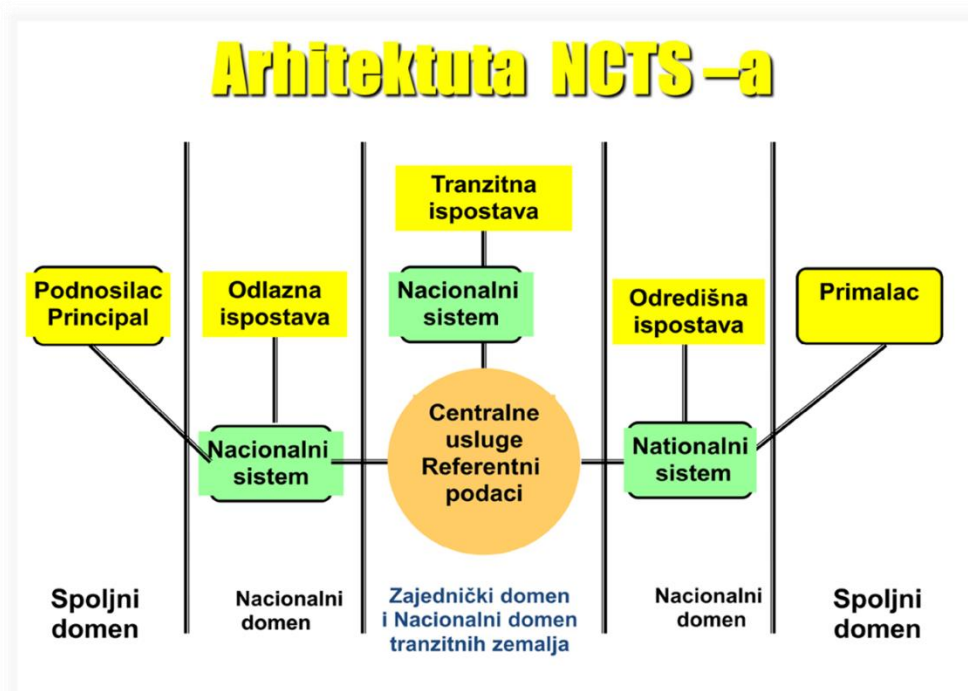 Arhitektuta NCTS –a
Tranzitna
ispostava
Podnosilac
Principal
Odlazna
ispostava
Nacionalni
sistem
Odredišna
ispostava
Primalac
Centralne
usluge
Referentni
podaci
Nacionalni
sistem
Nationalni
sistem
Spoljni
domen
Nacionalni
domen
Zajednički domen
i Nacionalni domen
tranzitnih zemalja
Nacionalni
domen
Spoljni
domen